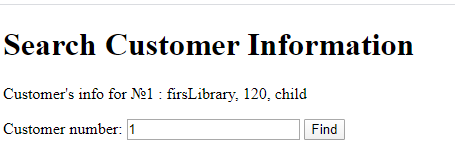 Search Customer Information
Customer's info for №1 : firsLibrary, 120, child
Customer number: 1 Find